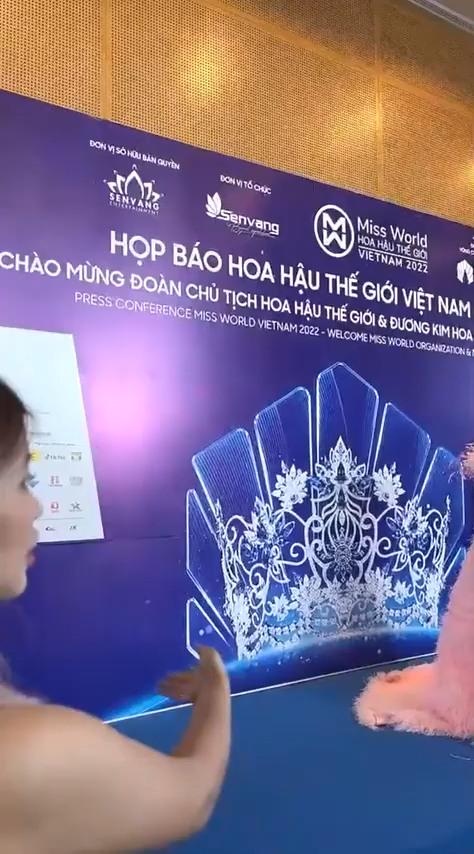 ĐƠN VỊ SỞ HỮU BẢN QUYỀN
SENVANG
ENTERTAINMENT
ĐƠN VỊ TỔ CHỨC
Senvang
Miss World
HOA HẬU THẾ GIỚI
VIETNAM 2022
HỌP BÁO HOA HẬU THẾ GIỚI VIỆT NAM
CHÀO MỪNG ĐOÀN CHỦ TỊCH HOA HẬU THẾ GIỚI & ĐƯƠNG KIM HOA
PRESS CONFERENCE MISS WORLD VIETNAM 2022 - WELCOME MISS WORLD ORGANIZATION &